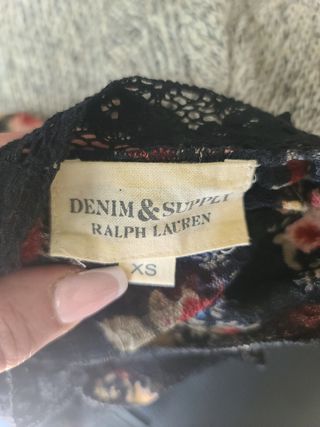 DENIM & SUPPLY
RALPH LAUREN
XS